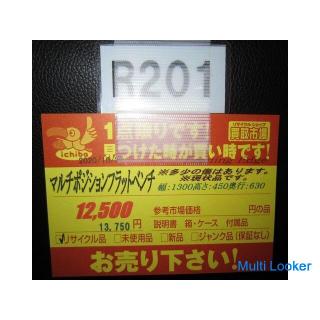 R201
1点限りです!
見つけた時が買い時です!
ichiba
リサイクルショップ
買取市場
マルチポジションフラットベンチ
※多少の傷はあります。
※現状品です。
幅:1300高さ:450奥行:630
12,500
参考市場価格
円の品
13,750円
説明書 箱・ケース 付属品
リサイクル品 未使用品 新品 ジャンク品(保証なし)
お売り下さい!
Multi Looker